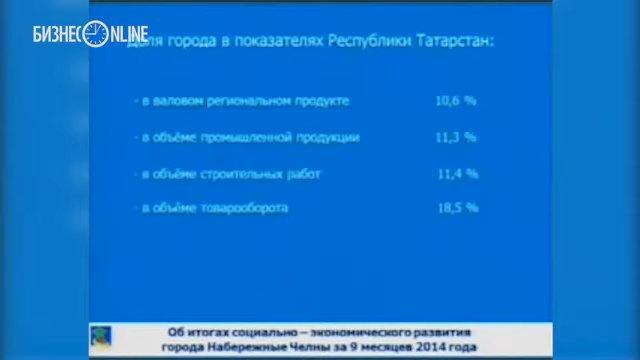 БИЗНЕС ONLINE
Доля города в показателях Республики Татарстан:
- в валовом региональном продукте 10,6 %
- в объёме промышленной продукции 11,3 %
- в объёме строительных работ 11,4 %
- в объёме товарооборота 18,5 %
Об итогах социально – экономического развития
города Набережные Челны за 9 месяцев 2014 года